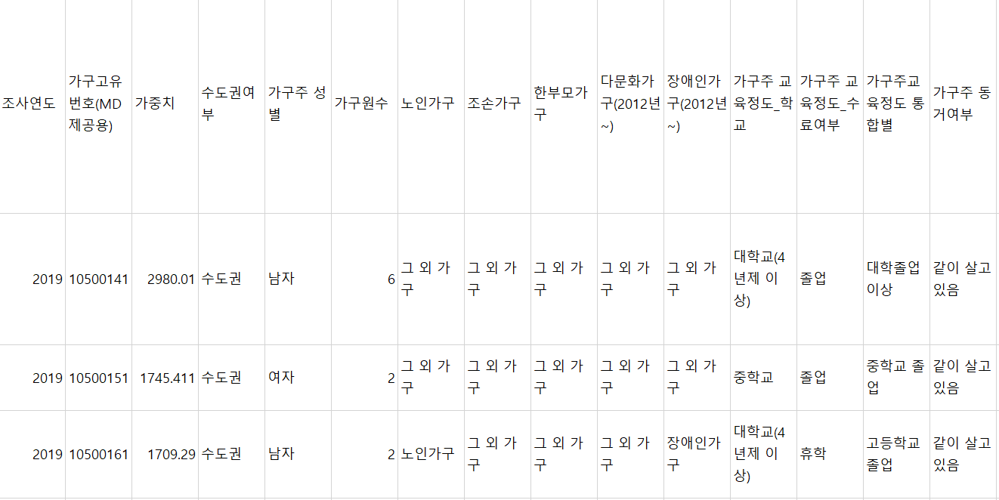 조사연도 가구고유번호(MD제공용) 가중치 수도권여부 가구주 성별 가구원수 노인가구 조손가구 한부모가구 다문화가구(2012년~) 장애인가구(2012년~) 가구주 교육정도_학교 가구주 교육정도_수료여부 가구주교육정도 통합별 가구주 동거여부
2019 10500141 2980.01 수도권 남자 6 그 외 가구 그 외 가구 그 외 가구 그 외 가구 그 외 가구 대학교(4년제 이상) 졸업 대학졸업이상 같이 살고 있음
2019 10500151 1745.411 수도권 여자 2 그 외 가구 그 외 가구 그 외 가구 그 외 가구 그 외 가구 중학교 졸업 중학교 졸업 같이 살고 있음
2019 10500161 1709.29 수도권 남자 2 노인가구 그 외 가구 그 외 가구 그 외 가구 장애인가구 대학교(4년제 이상) 휴학 고등학교 졸업 같이 살고 있음